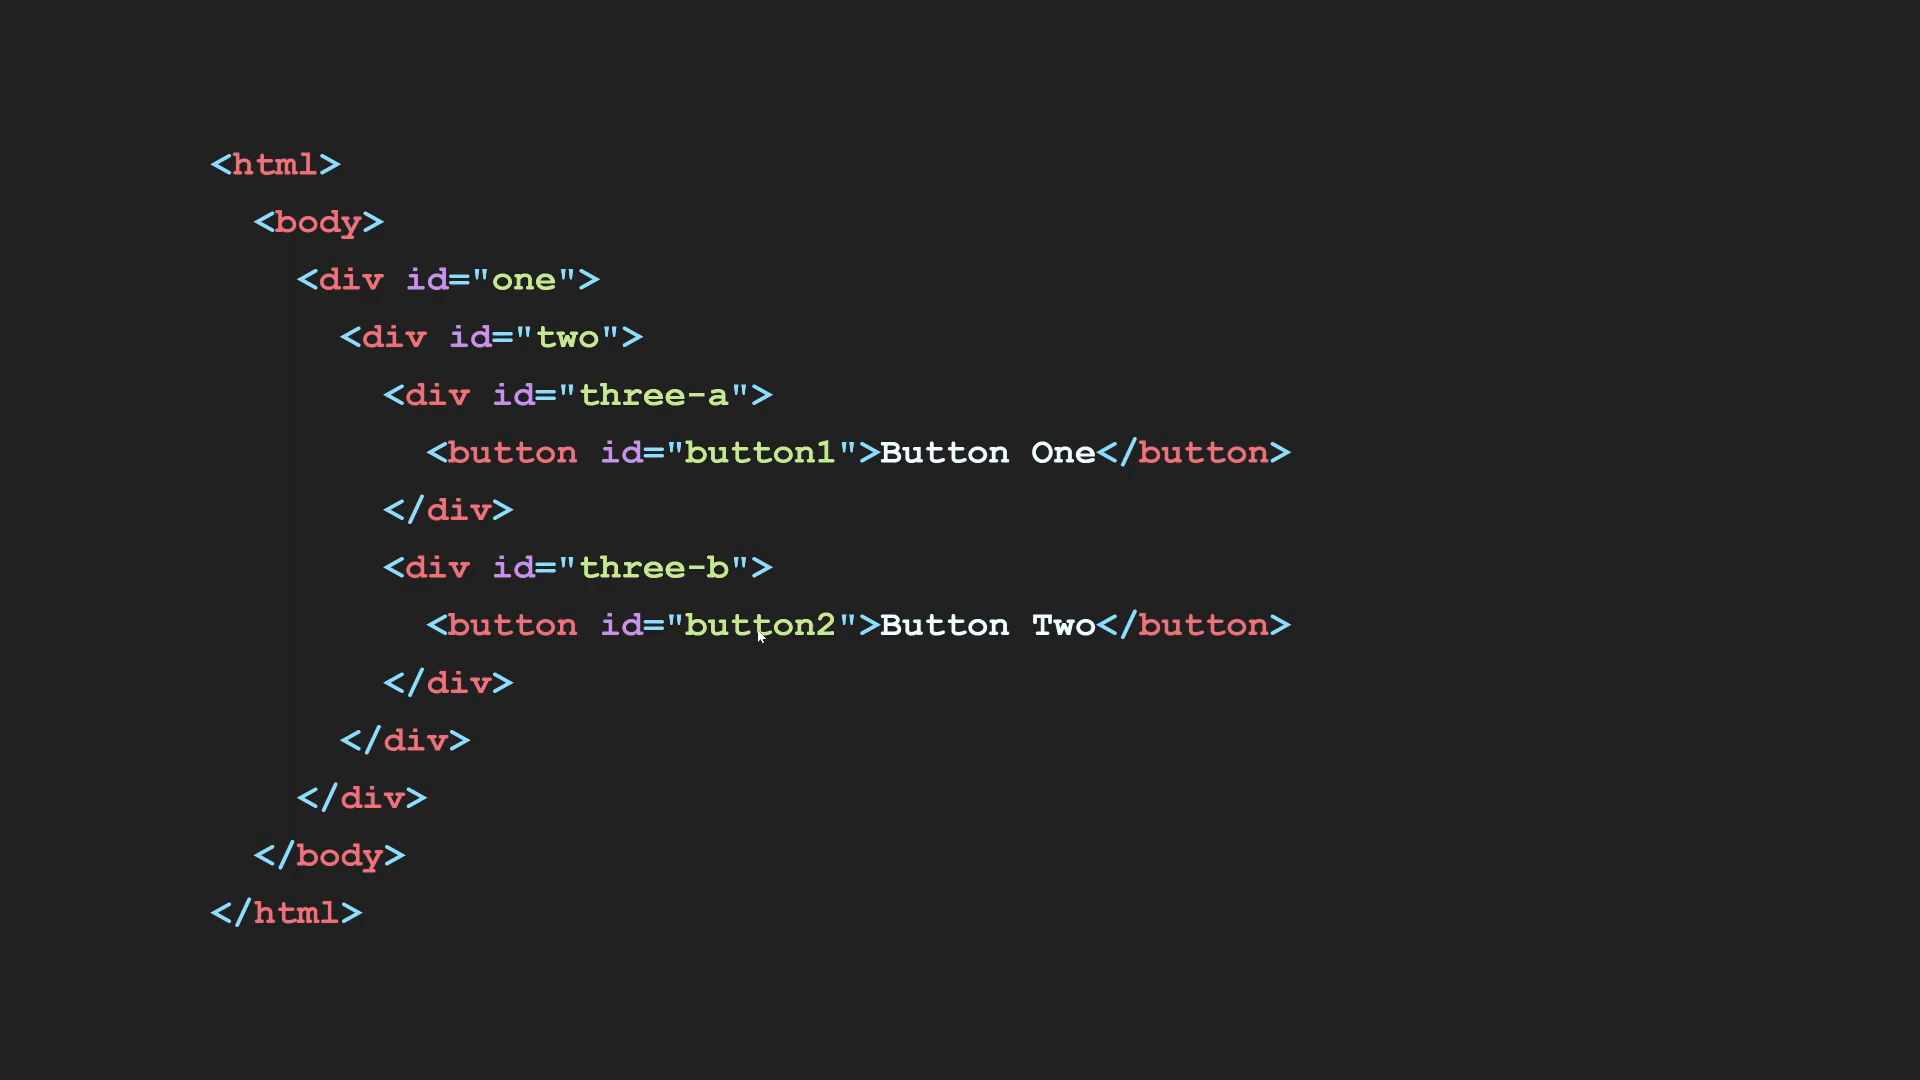 <html>
<body>
<div id="one">
<div id="two">
<div id="three-a">
<button id="button1">Button One</button>
</div>
<div id="three-b">
<button id="button2">Button Two</button>
</div>
</div>
</div>
</body>
</html>